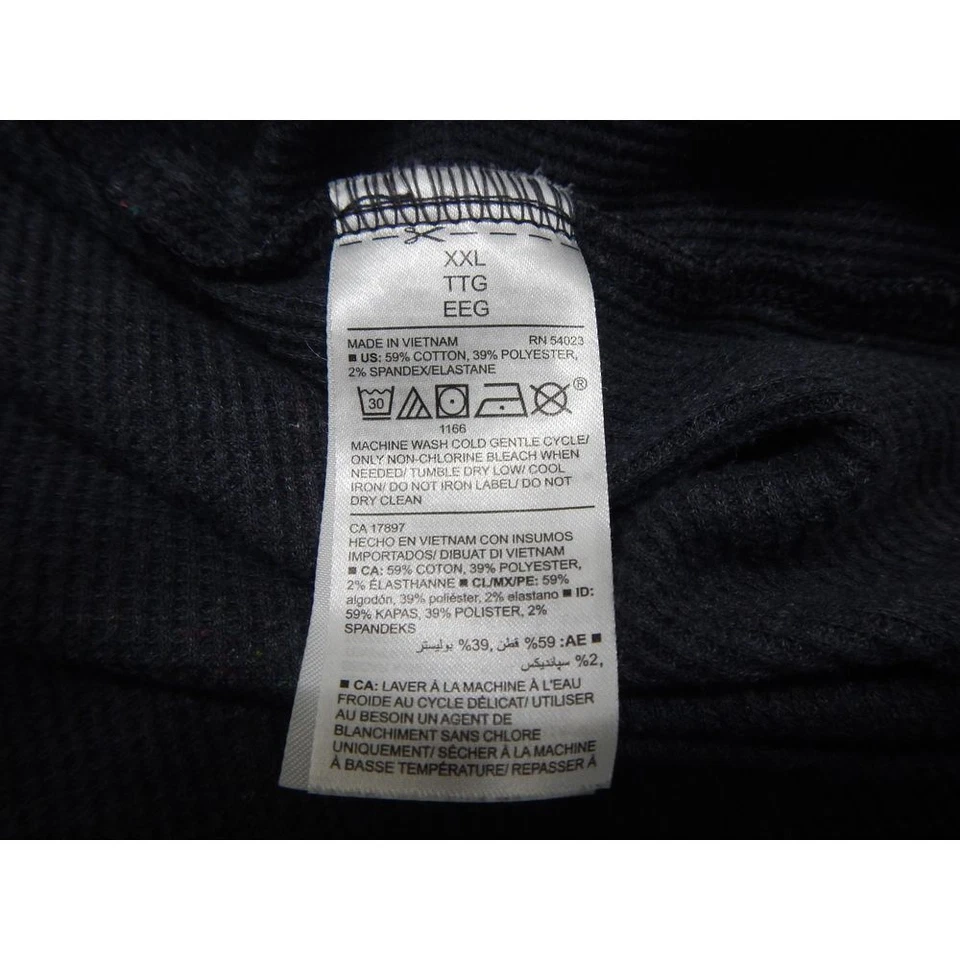 XXL
TTG
EEG
MADE IN VIETNAM RN 54023
■ US: 59% COTTON, 39% POLYESTER,
2% SPANDEX/ELASTANE
30 ®
1166
MACHINE WASH COLD GENTLE CYCLE/
ONLY NON-CHLORINE BLEACH WHEN
NEEDED/ TUMBLE DRY LOW/ COOL
IRON/ DO NOT IRON LABEL/ DO NOT
DRY CLEAN
CA 17897
HECHO EN VIETNAM CON INSUMOS
IMPORTADOS/ DIBUAT DI VIETNAM
■ CA: 59% COTON, 39% POLYESTER,
2% ÉLASTHANNE ■ CL/MX/PE: 59%
algodón, 39% poliéster, 2% elastano ■ ID:
59% KAPAS, 39% POLISTER, 2%
SPANDEKS
■ AE: 59% قطن, 39% بوليستر
,2% سپانديكس
■ CA: LAVER À LA MACHINE À L'EAU
FROIDE AU CYCLE DÉLICAT/ UTILISER
AU BESOIN UN AGENT DE
BLANCHIMENT SANS CHLORE
UNIQUEMENT/ SÉCHER À LA MACHINE
À BASSE TEMPÉRATURE/ REPASSER À